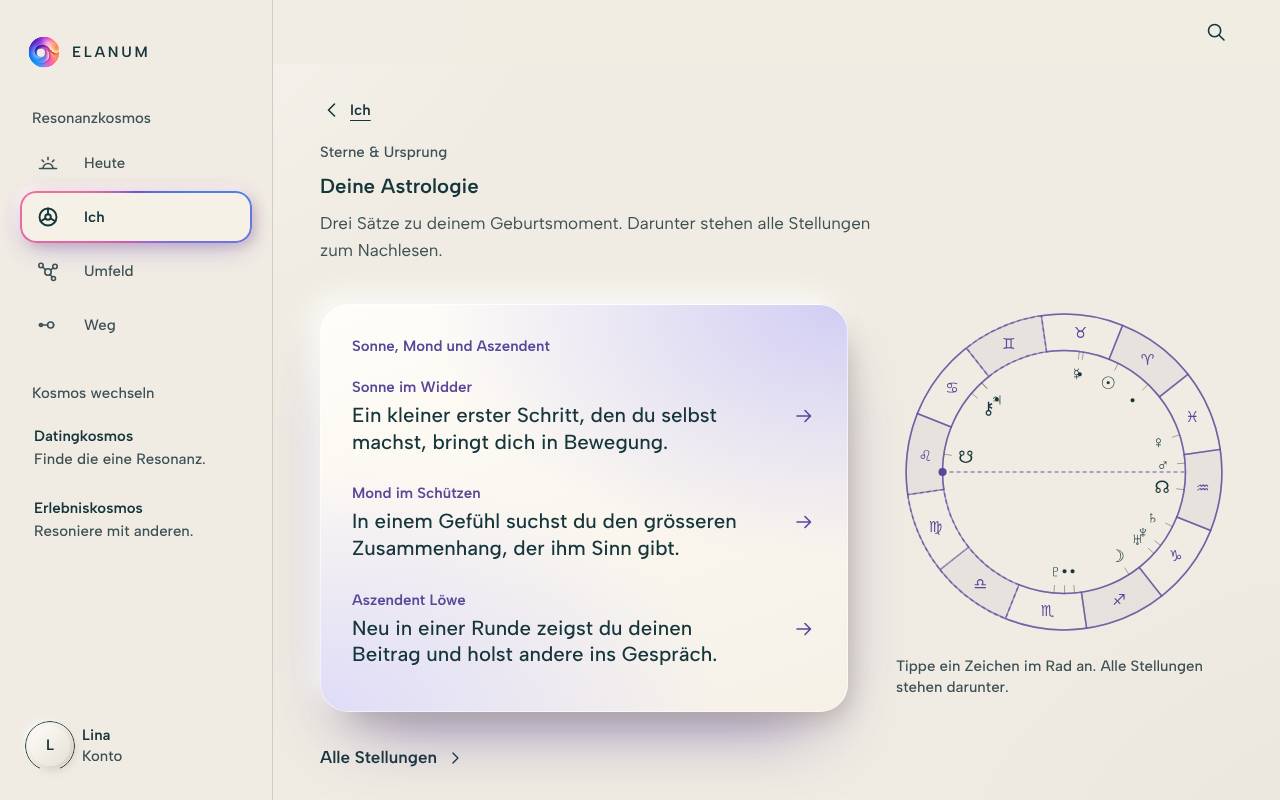 ELANUM
Resonanzkosmos
Heute
Ich
Umfeld
Weg
Kosmos wechseln
Datingkosmos
Finde die eine Resonanz.
Erlebniskosmos
Resoniere mit anderen.
L
Lina
Konto
Ich
Sterne & Ursprung
Deine Astrologie
Drei Sätze zu deinem Geburtsmoment. Darunter stehen alle Stellungen
zum Nachlesen.
Sonne, Mond und Aszendent
Sonne im Widder
Ein kleiner erster Schritt, den du selbst
machst, bringt dich in Bewegung.
Mond im Schützen
In einem Gefühl suchst du den grösseren
Zusammenhang, der ihm Sinn gibt.
Aszendent Löwe
Neu in einer Runde zeigst du deinen
Beitrag und holst andere ins Gespräch.
Alle Stellungen
Tippe ein Zeichen im Rad an. Alle Stellungen
stehen darunter.